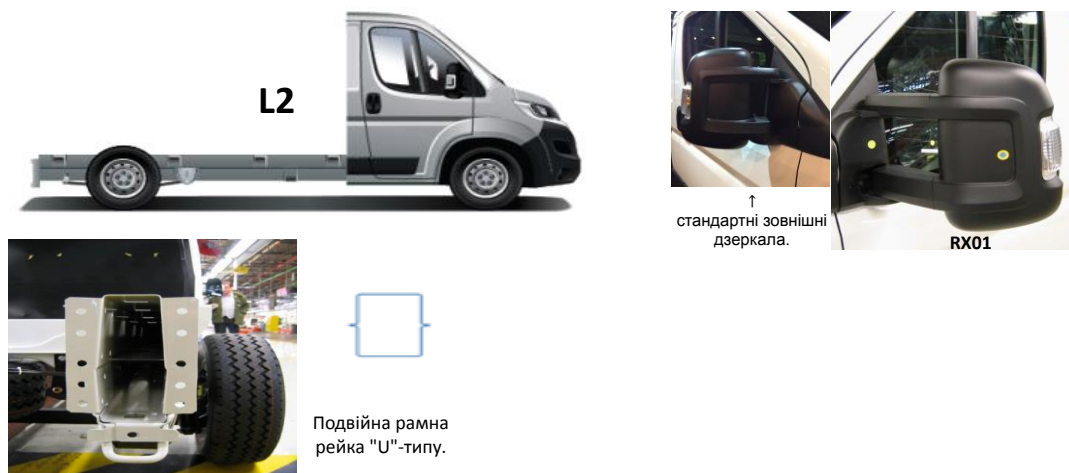 L2
↑
стандартні зовнішні
дзеркала.
RX01
Подвійна рамна
рейка "U"-типу.